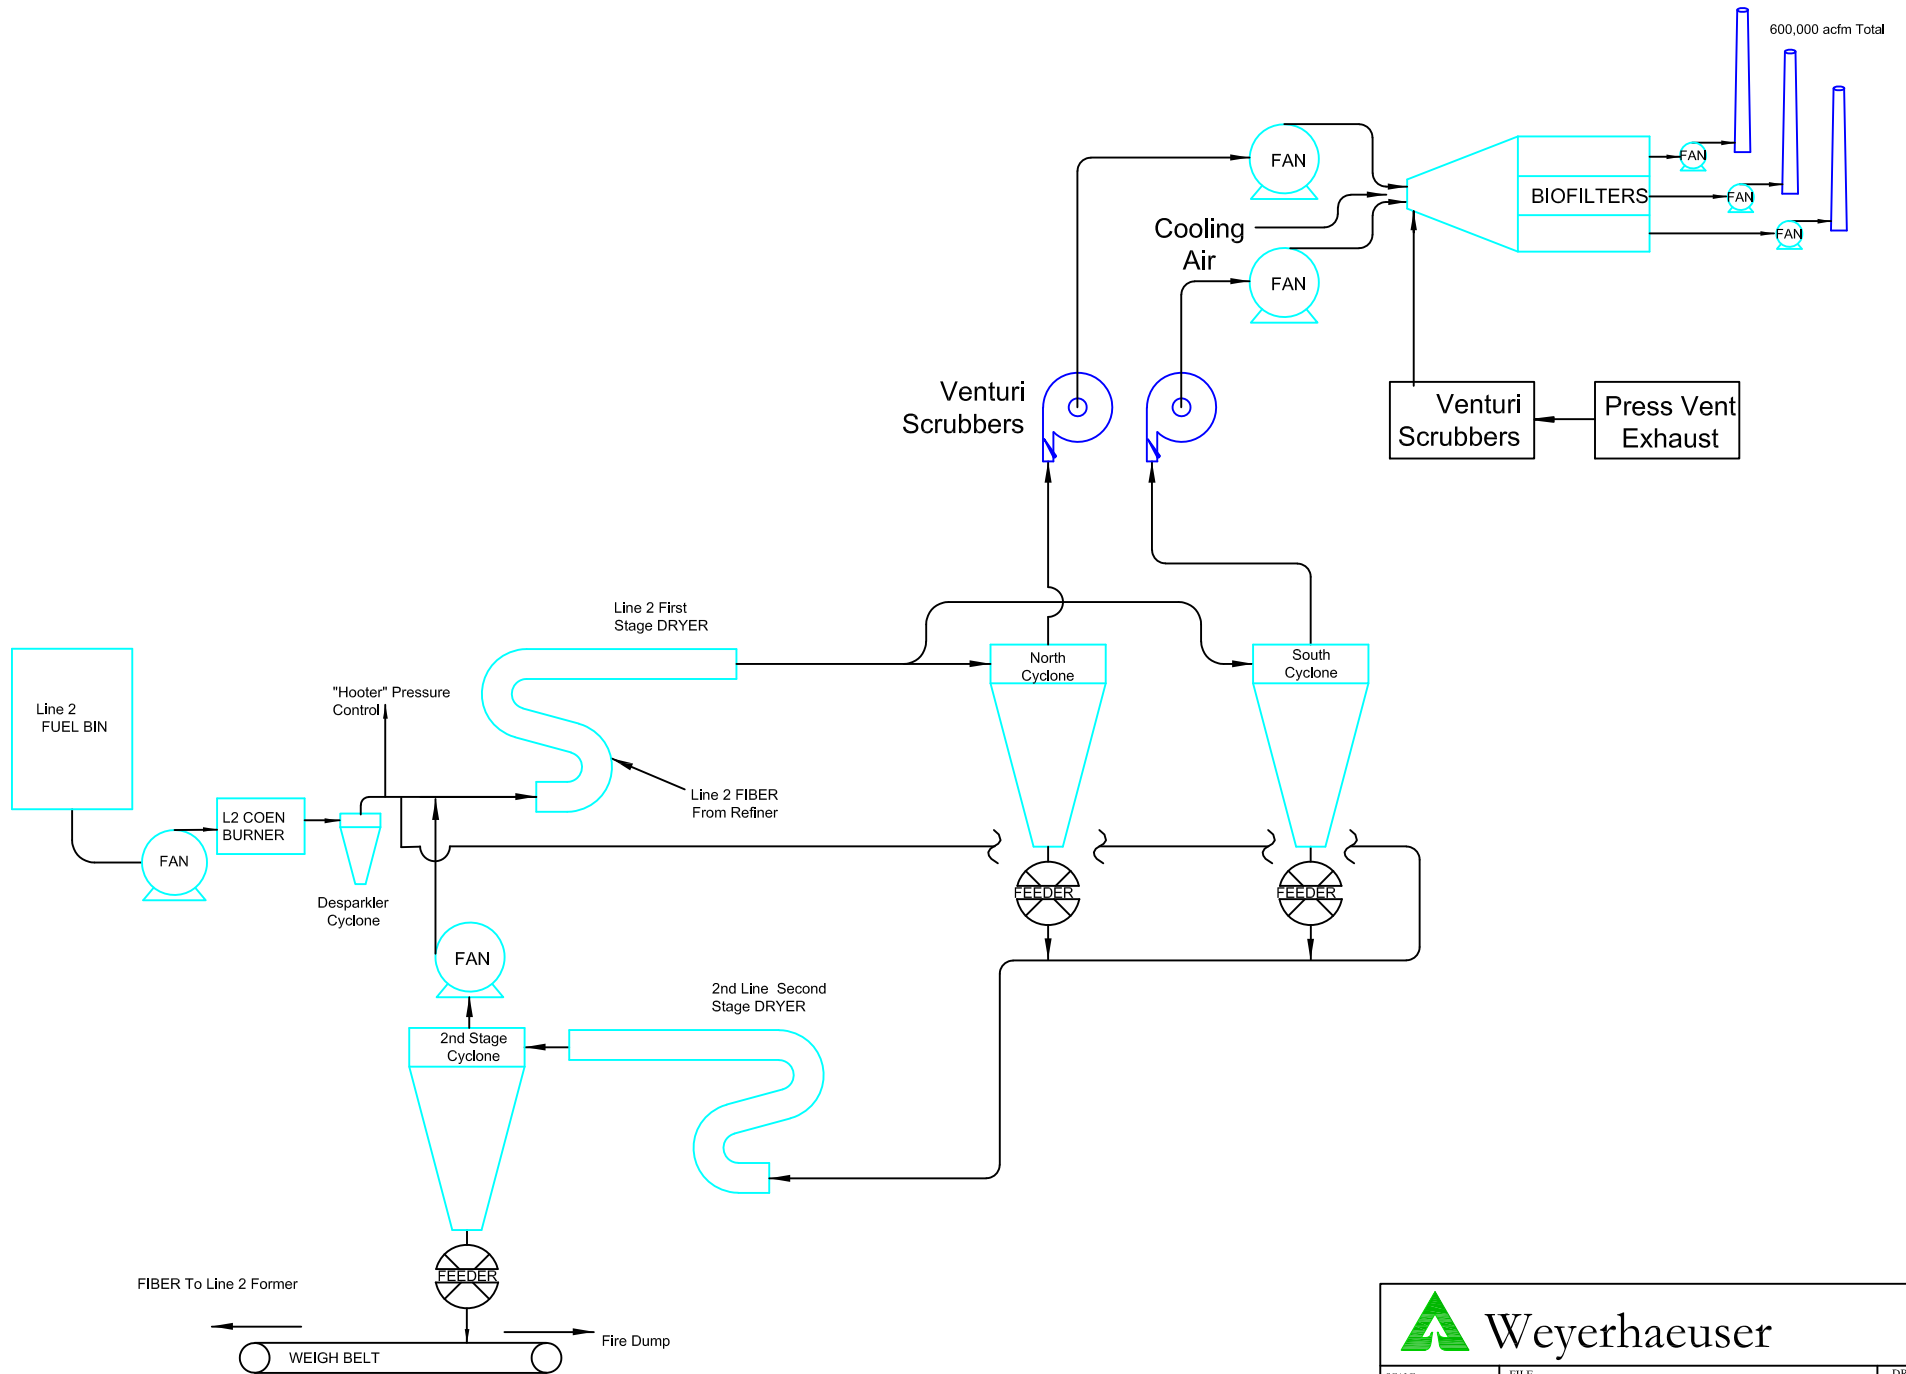 600,000 acfm Total
FAN
FAN
BIOFILTERS
FAN
FAN
Cooling
Air
FAN
Venturi
Scrubbers
Venturi
Scrubbers
Press Vent
Exhaust
Line 2 First
Stage DRYER
North
Cyclone
South
Cyclone
"Hooter" Pressure
Control
Line 2
FUEL BIN
Line 2 FIBER
From Refiner
L2 COEN
BURNER
FAN
Desparkler
Cyclone
FEEDER
FEEDER
FAN
2nd Line Second
Stage DRYER
2nd Stage
Cyclone
FEEDER
FIBER To Line 2 Former
Fire Dump
WEIGH BELT
Weyerhaeuser